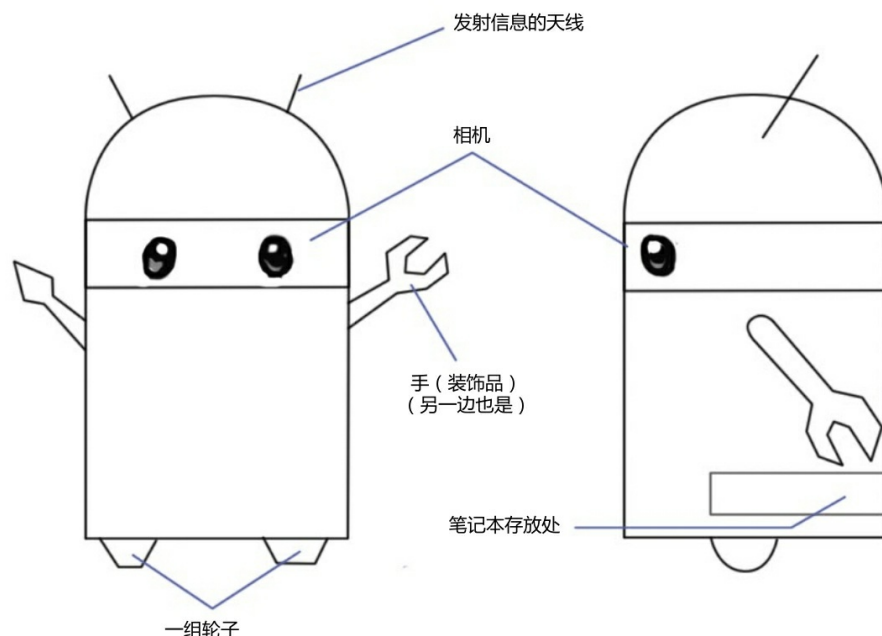 发射信息的天线
相机
手（装饰品）
（另一边也是）
笔记本存放处
一组轮子